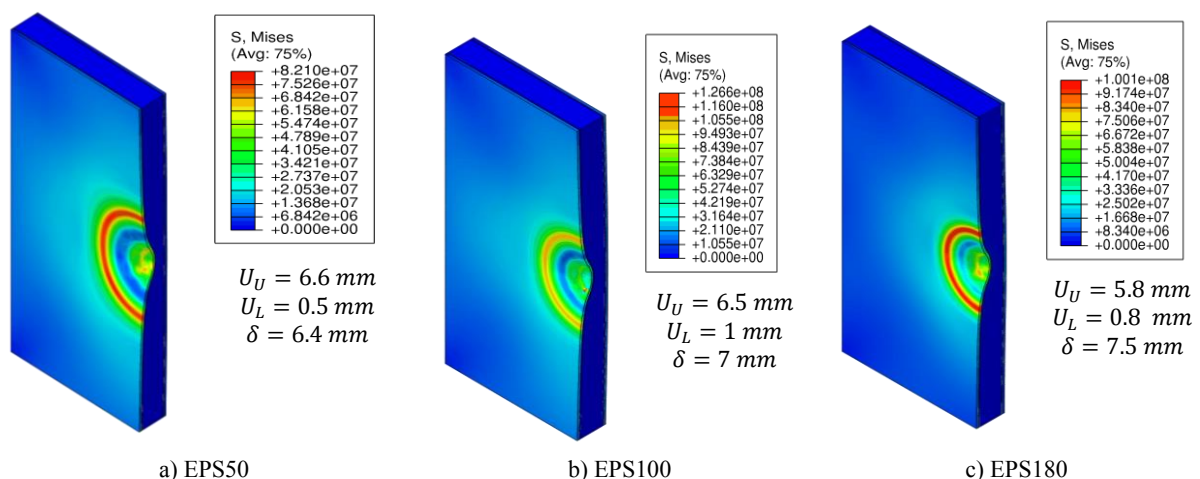 S, Mises
(Avg: 75%)
+8.210e+07
+7.526e+07
+6.842e+07
+6.158e+07
+5.474e+07
+4.789e+07
+4.105e+07
+3.421e+07
+2.737e+07
+2.053e+07
+1.368e+07
+6.842e+06
+0.000e+00
U_U = 6.6 mm
U_L = 0.5 mm
δ = 6.4 mm
a) EPS50
S, Mises
(Avg: 75%)
+1.266e+08
+1.160e+08
+1.055e+08
+9.493e+07
+8.439e+07
+7.384e+07
+6.329e+07
+5.274e+07
+4.219e+07
+3.164e+07
+2.110e+07
+1.055e+07
+0.000e+00
U_U = 6.5 mm
U_L = 1 mm
δ = 7 mm
b) EPS100
S, Mises
(Avg: 75%)
+1.001e+08
+9.174e+07
+8.340e+07
+7.506e+07
+6.672e+07
+5.838e+07
+5.004e+07
+4.170e+07
+3.336e+07
+2.502e+07
+1.668e+07
+8.340e+06
+0.000e+00
U_U = 5.8 mm
U_L = 0.8 mm
δ = 7.5 mm
c) EPS180